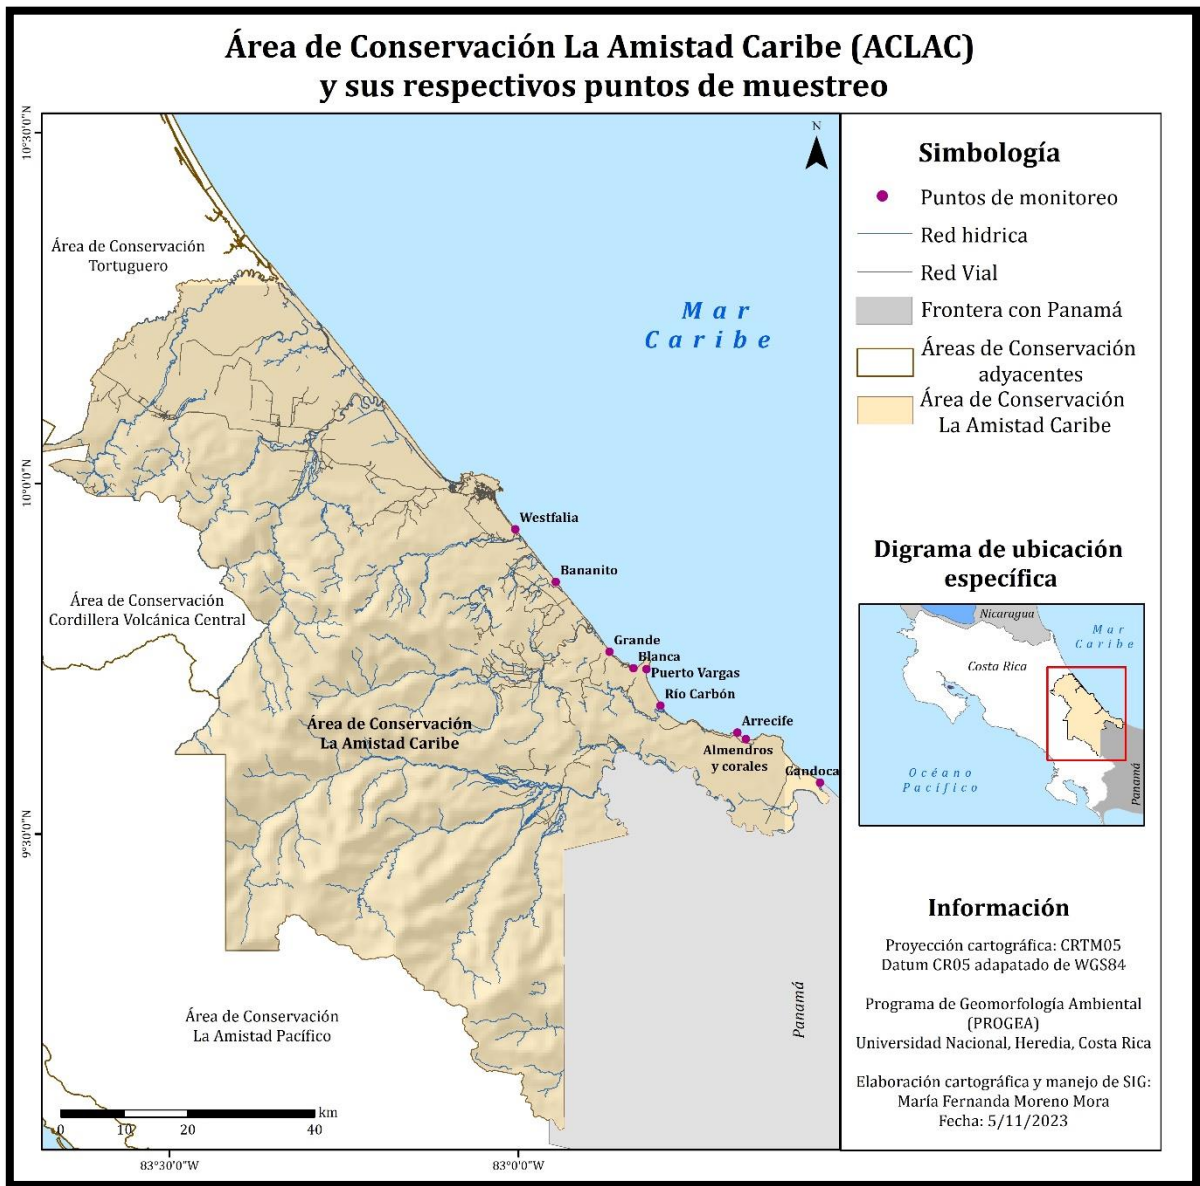 Área de Conservación La Amistad Caribe (ACLAC)
y sus respectivos puntos de muestreo
10°30'0"N
10°0'0"N
9°30'0"N
83°30'0"W
83°0'0"W
N
Área de Conservación
Tortuguero
Mar
Caribe
Westfalia
Bananito
Área de Conservación
Cordillera Volcánica Central
Grande
Blanca
Puerto Vargas
Río Carbón
Arrecife
Almendros
y corales
Gandoca
Área de Conservación
La Amistad Caribe
Área de Conservación
La Amistad Pacífico
Panamá
km
0
10
20
40
Simbología
Puntos de monitoreo
Red hidrica
Red Vial
Frontera con Panamá
Áreas de Conservación
adyacentes
Área de Conservación
La Amistad Caribe
Digrama de ubicación
específica
Nicaragua
Mar
Caribe
Costa Rica
Océano
Pacífico
Panamá
Información
Proyección cartográfica: CRTM05
Datum CR05 adapatado de WGS84
Programa de Geomorfología Ambiental
(PROGEA)
Universidad Nacional, Heredia, Costa Rica
Elaboración cartográfica y manejo de SIG:
María Fernanda Moreno Mora
Fecha: 5/11/2023